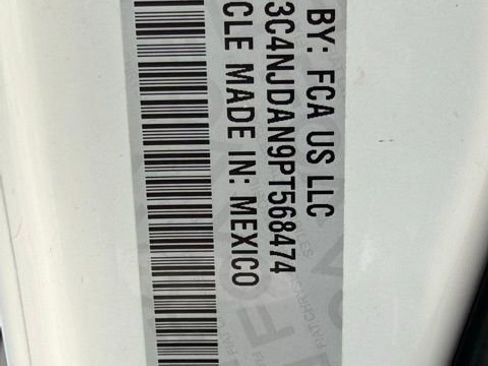 BY: FCA US LLC
3C4NJDAN9PT568474
CLE MADE IN: MEXICO